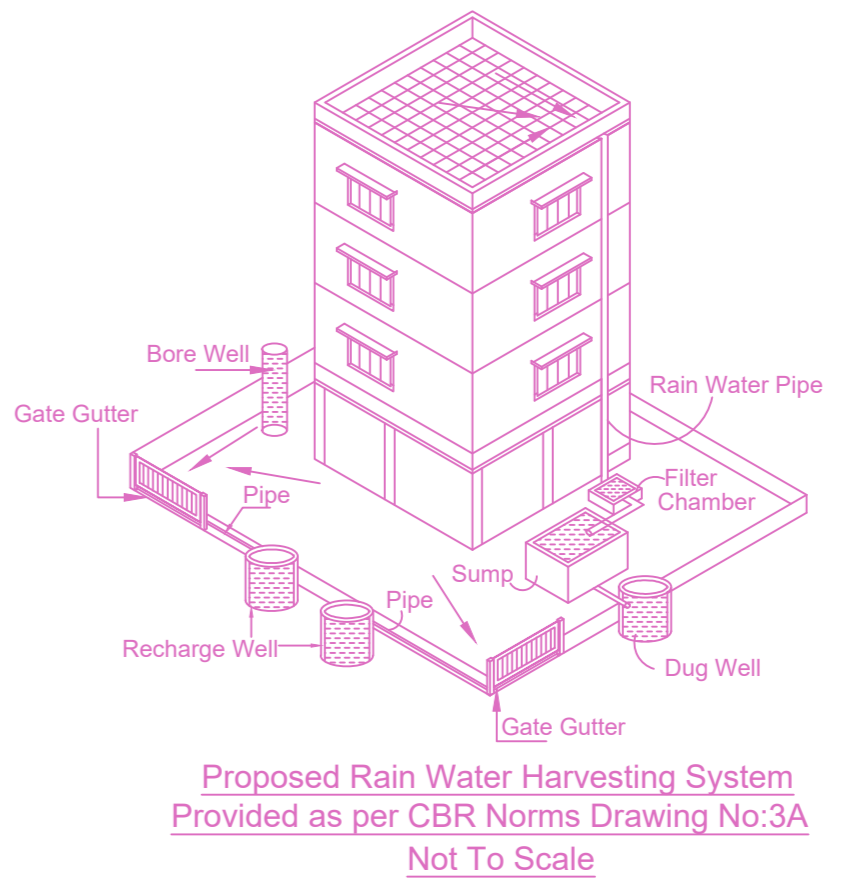 Bore Well
Gate Gutter
Rain Water Pipe
Pipe
Filter
Chamber
Sump
Pipe
Recharge Well
Dug Well
Gate Gutter
Proposed Rain Water Harvesting System
Provided as per CBR Norms Drawing No:3A
Not To Scale